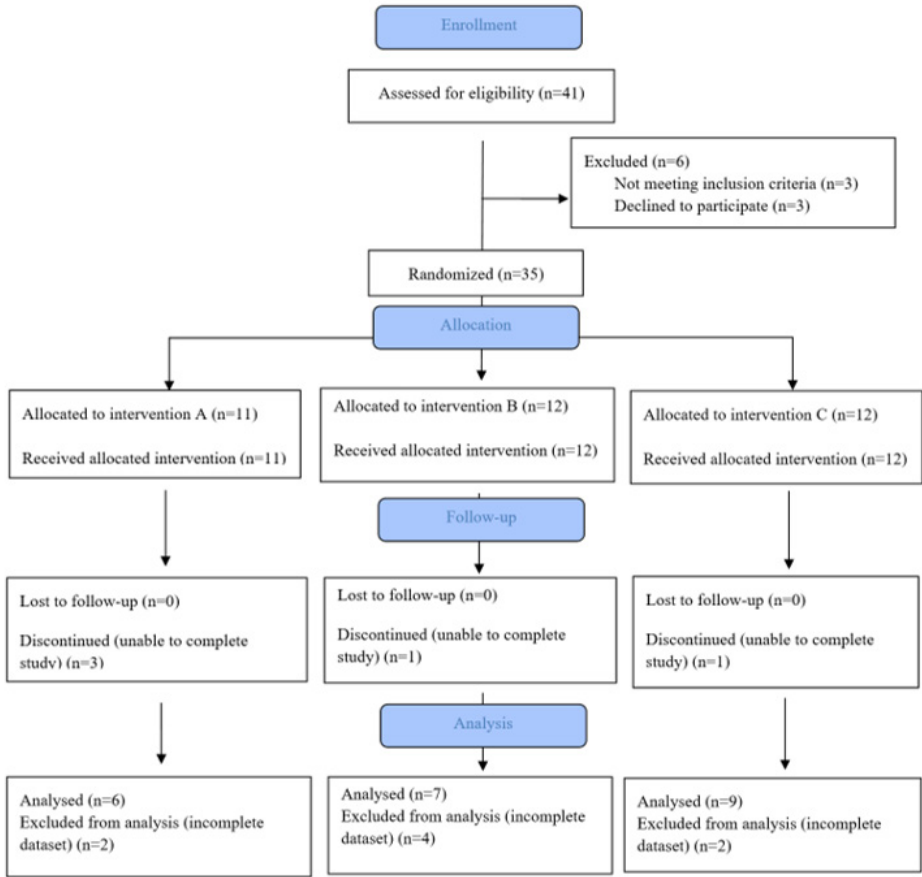 Enrollment
Assessed for eligibility (n=41)
Excluded (n=6)
Not meeting inclusion criteria (n=3)
Declined to participate (n=3)
Randomized (n=35)
Allocation
Allocated to intervention A (n=11)
Received allocated intervention (n=11)
Allocated to intervention B (n=12)
Received allocated intervention (n=12)
Allocated to intervention C (n=12)
Received allocated intervention (n=12)
Follow-up
Lost to follow-up (n=0)
Discontinued (unable to complete
study) (n=3)
Lost to follow-up (n=0)
Discontinued (unable to complete
study) (n=1)
Lost to follow-up (n=0)
Discontinued (unable to complete
study) (n=1)
Analysis
Analysed (n=6)
Excluded from analysis (incomplete
dataset) (n=2)
Analysed (n=7)
Excluded from analysis (incomplete
dataset) (n=4)
Analysed (n=9)
Excluded from analysis (incomplete
dataset) (n=2)